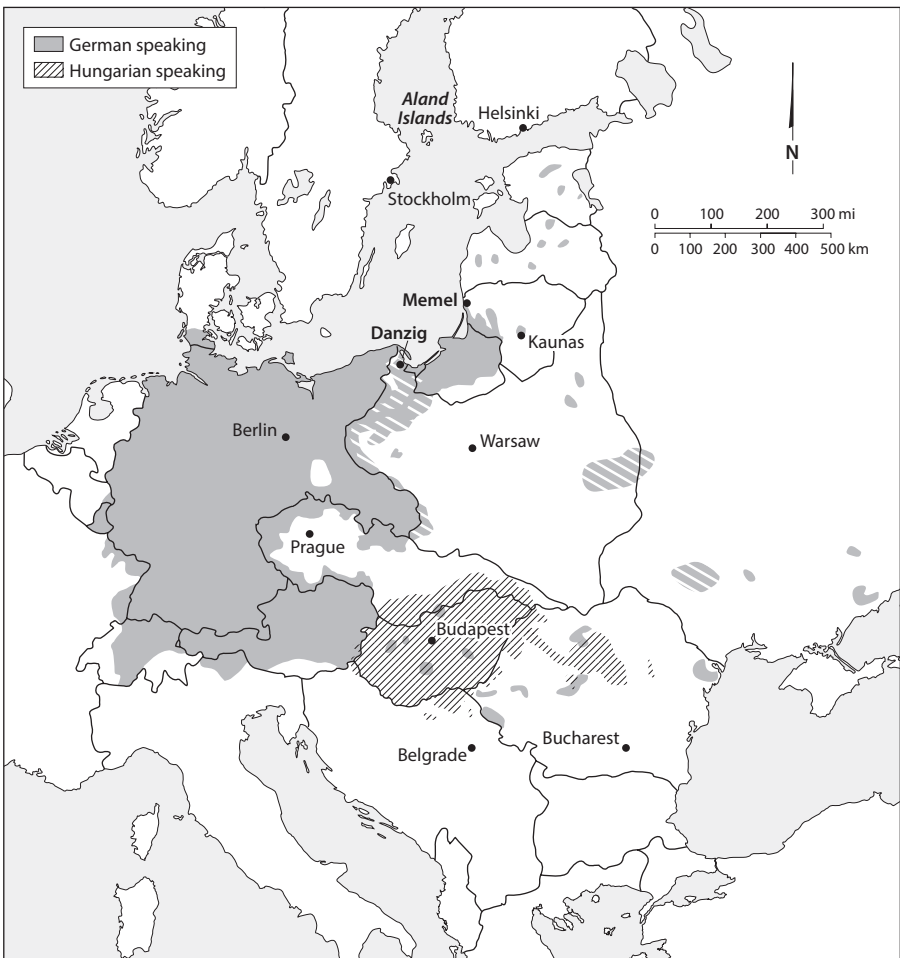 German speaking
Hungarian speaking
Aland
Islands
Helsinki
N
Stockholm
0 100 200 300 mi
0 100 200 300 400 500 km
Memel
Danzig
Kaunas
Berlin
Warsaw
Prague
Budapest
Belgrade
Bucharest